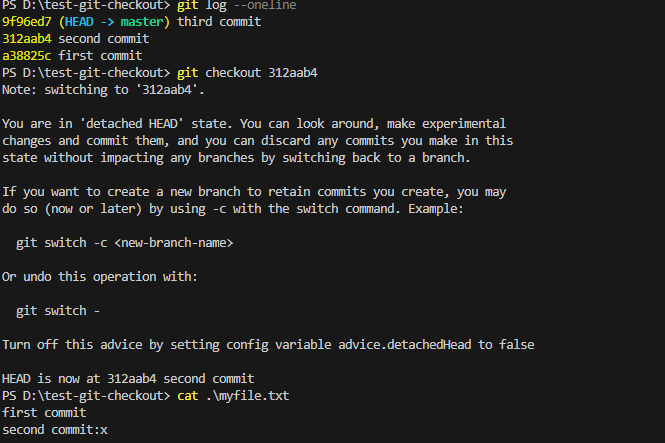 PS D:\test-git-checkout> git log --oneline
9f96ed7 (HEAD -> master) third commit
312aab4 second commit
a38825c first commit
PS D:\test-git-checkout> git checkout 312aab4
Note: switching to '312aab4'.
You are in 'detached HEAD' state. You can look around, make experimental
changes and commit them, and you can discard any commits you make in this
state without impacting any branches by switching back to a branch.
If you want to create a new branch to retain commits you create, you may
do so (now or later) by using -c with the switch command. Example:
git switch -c <new-branch-name>
Or undo this operation with:
git switch -
Turn off this advice by setting config variable advice.detachedHead to false
HEAD is now at 312aab4 second commit
PS D:\test-git-checkout> cat .\myfile.txt
first commit
second commit:x